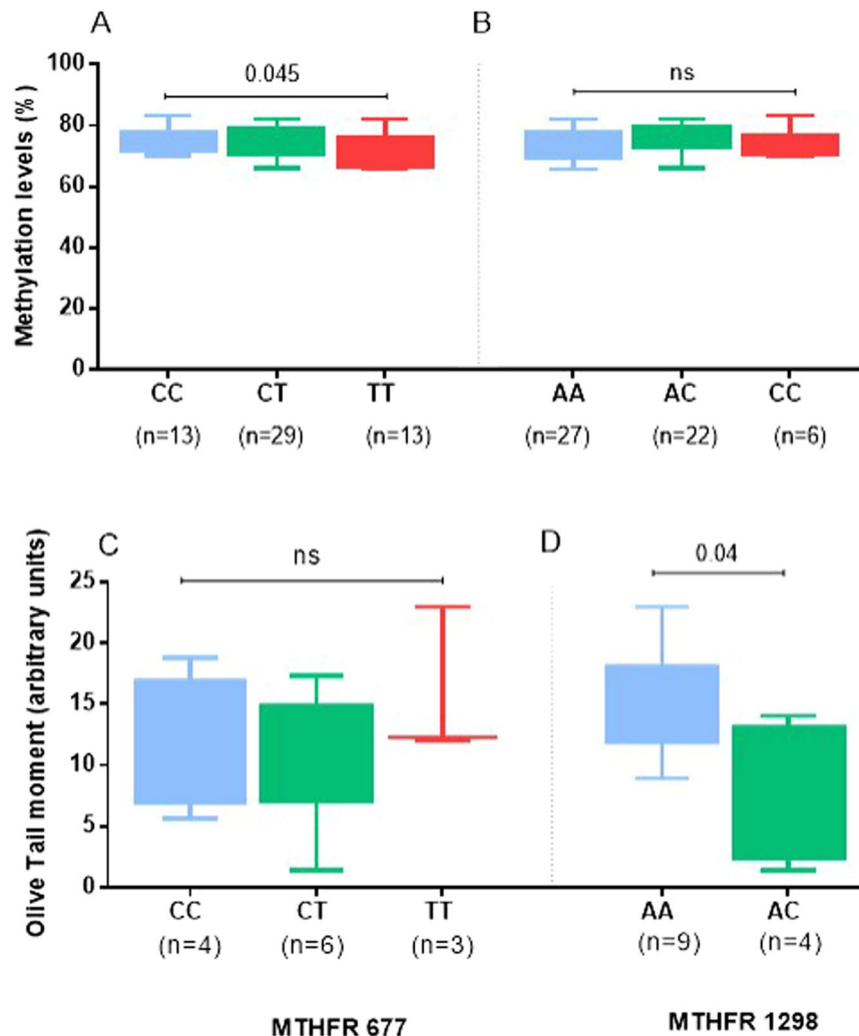 A
B
Methylation levels (%)
100
80
60
40
20
0
0.045
ns
CC
CT
TT
AA
AC
CC
(n=13)
(n=29)
(n=13)
(n=27)
(n=22)
(n=6)
C
D
Olive Tail moment (arbitrary units)
25
20
15
10
5
0
ns
0.04
CC
CT
TT
AA
AC
(n=4)
(n=6)
(n=3)
(n=9)
(n=4)
MTHFR 677
MTHFR 1298